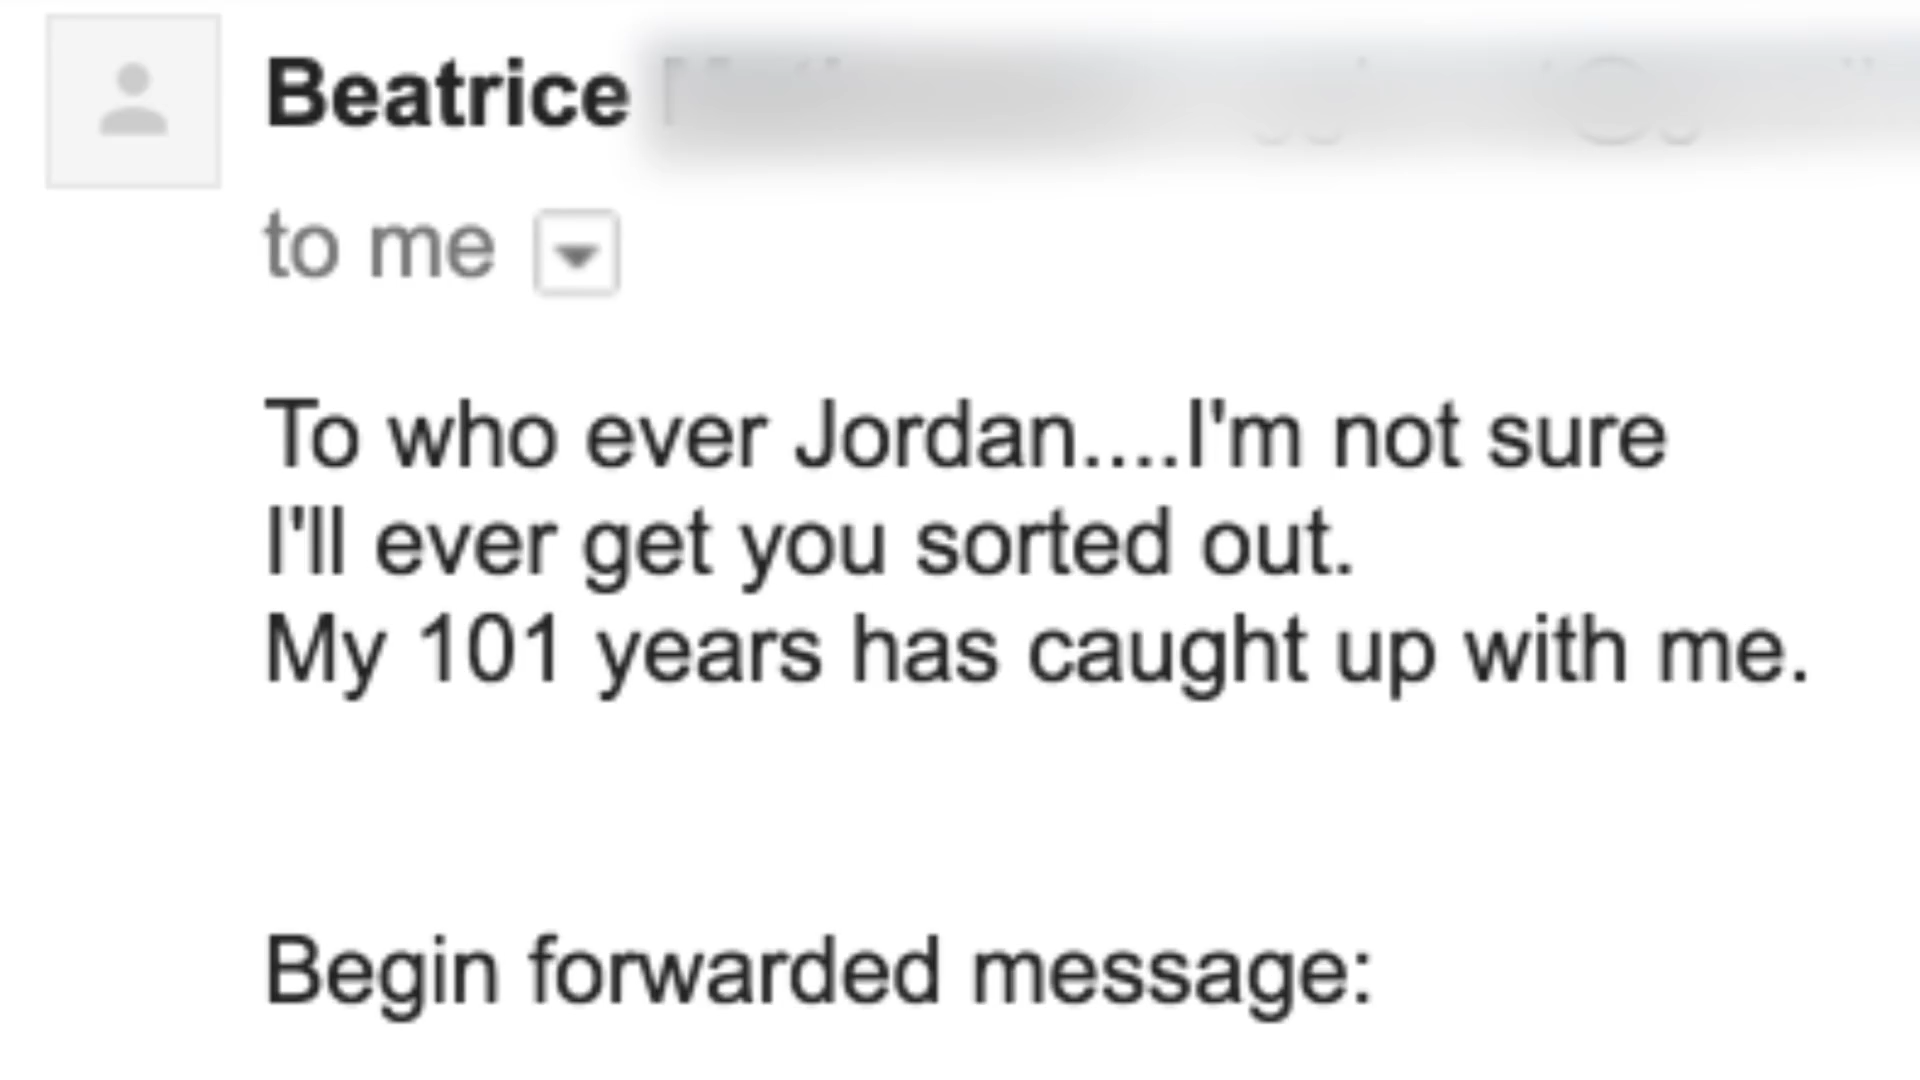 Beatrice
to me
To who ever Jordan....I'm not sure
I'll ever get you sorted out.
My 101 years has caught up with me.
Begin forwarded message: